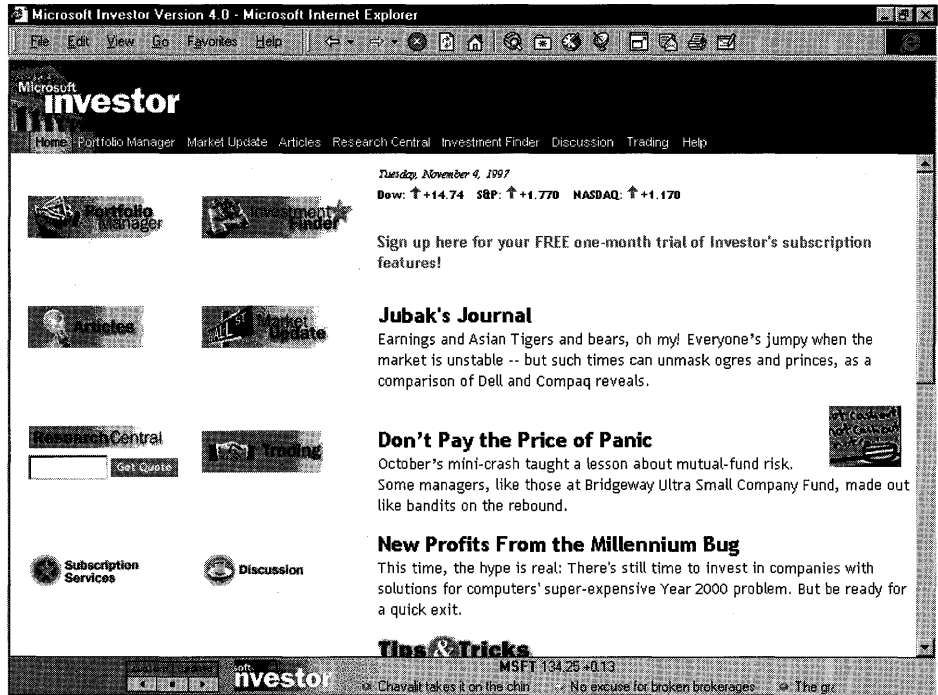 Microsoft Investor Version 4.0 - Microsoft Internet Explorer
File Edit View Go Favorites Help
Microsoft
investor
Home Portfolio Manager Market Update Articles Research Central Investment Finder Discussion Trading Help
Tuesday, November 4, 1997
Dow: +14.74 S&P: +1.770 NASDAQ: +1.170
Portfolio
Manager
Investment
Finder
Sign up here for your FREE one-month trial of Investor's subscription
features!
Articles
Market
Update
Jubak's Journal
Earnings and Asian Tigers and bears, oh my! Everyone's jumpy when the
market is unstable -- but such times can unmask ogres and princes, as a
comparison of Dell and Compaq reveals.
Research Central
Get Quote
Trading
Don't Pay the Price of Panic
October's mini-crash taught a lesson about mutual-fund risk.
Some managers, like those at Bridgeway Ultra Small Company Fund, made out
like bandits on the rebound.
Subscription
Services
Discussion
New Profits From the Millennium Bug
This time, the hype is real: There's still time to invest in companies with
solutions for computers' super-expensive Year 2000 problem. But be ready for
a quick exit.
Tips & Tricks
MSFT 134.25 +0.13
investor
Chavalit takes it on the chin No excuse for broken brokerages The gr